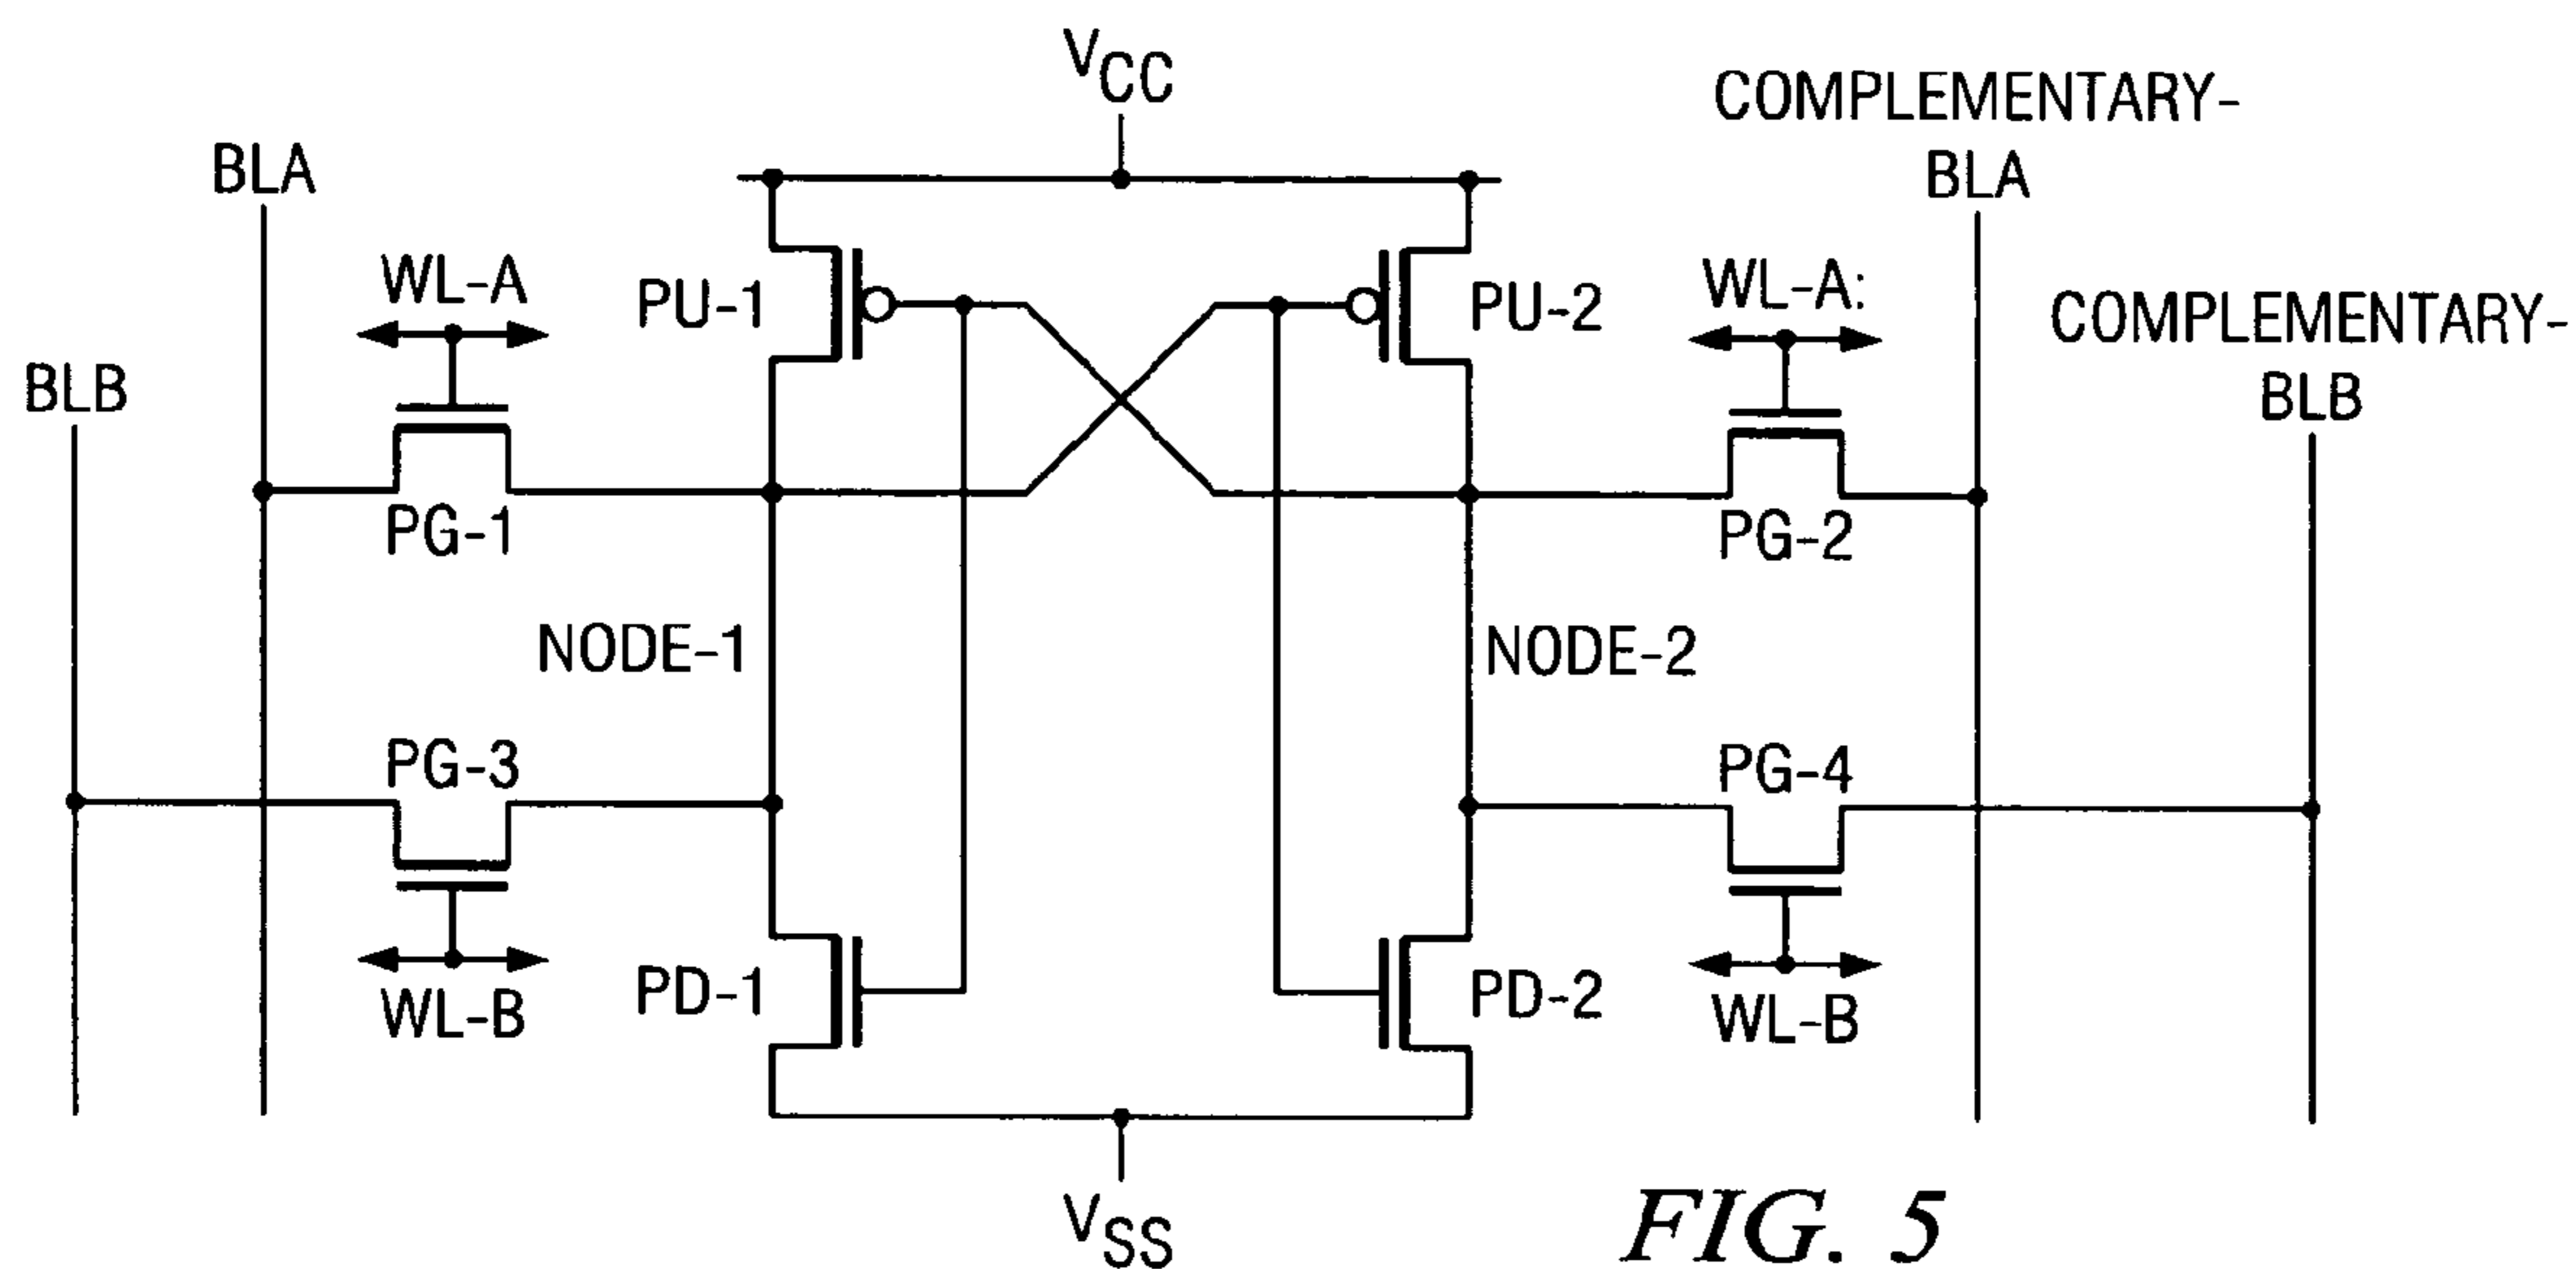 VCC
COMPLEMENTARY-
BLA
BLA
WL-A
PU-1
PU-2
WL-A:
COMPLEMENTARY-
BLB
BLB
PG-1
PG-2
NODE-1
NODE-2
PG-3
PG-4
WL-B
PD-1
PD-2
WL-B
VSS
FIG. 5